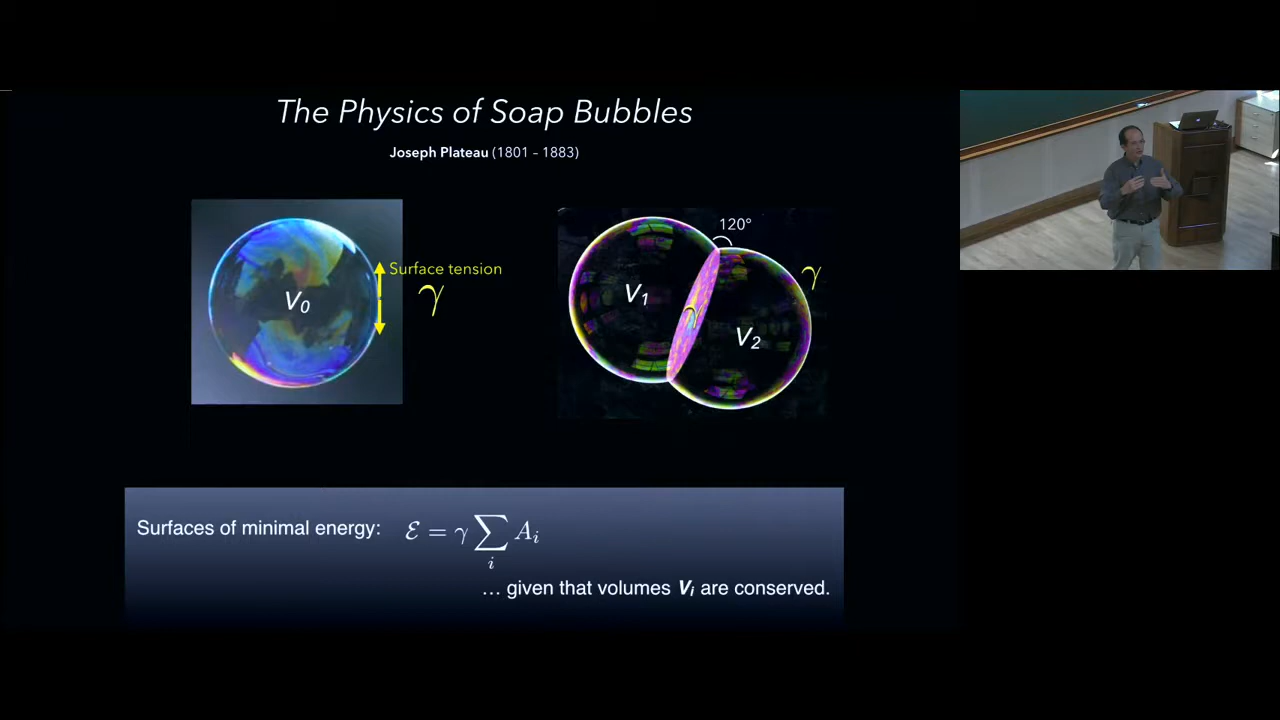 The Physics of Soap Bubbles
Joseph Plateau (1801 – 1883)
V₀
Surface tension
γ
120°
V₁
γ
V₂
Surfaces of minimal energy: ℰ = γ ∑ᵢ Aᵢ
… given that volumes Vᵢ are conserved.